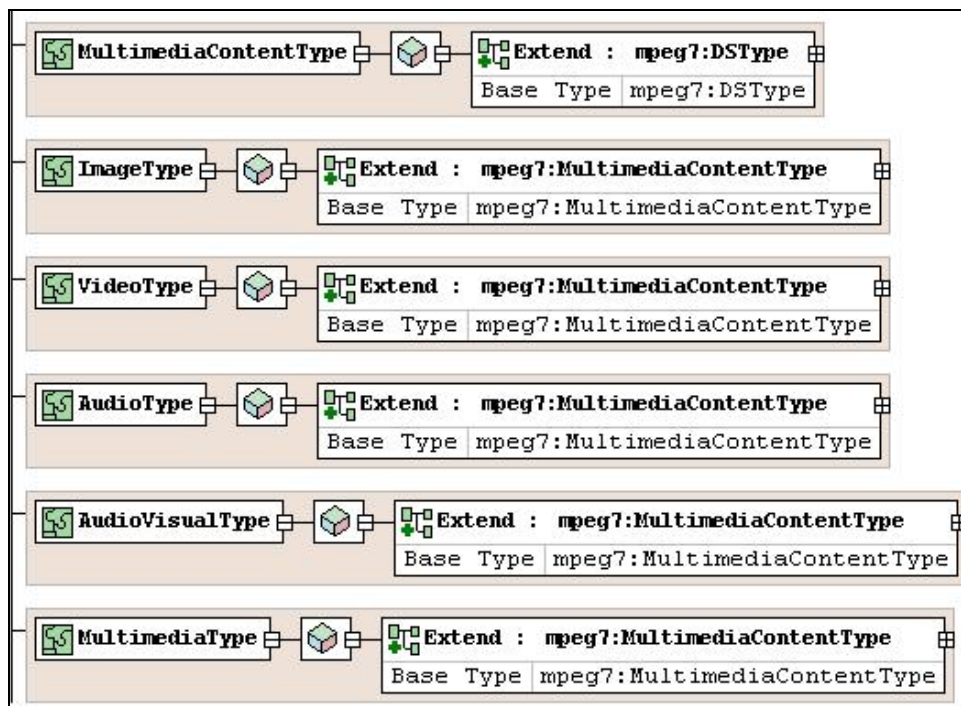 MultimediaContentType Extend : mpeg7:DSType
Base Type mpeg7:DSType
ImageType Extend : mpeg7:MultimediaContentType
Base Type mpeg7:MultimediaContentType
VideoType Extend : mpeg7:MultimediaContentType
Base Type mpeg7:MultimediaContentType
AudioType Extend : mpeg7:MultimediaContentType
Base Type mpeg7:MultimediaContentType
AudioVisualType Extend : mpeg7:MultimediaContentType
Base Type mpeg7:MultimediaContentType
MultimediaType Extend : mpeg7:MultimediaContentType
Base Type mpeg7:MultimediaContentType